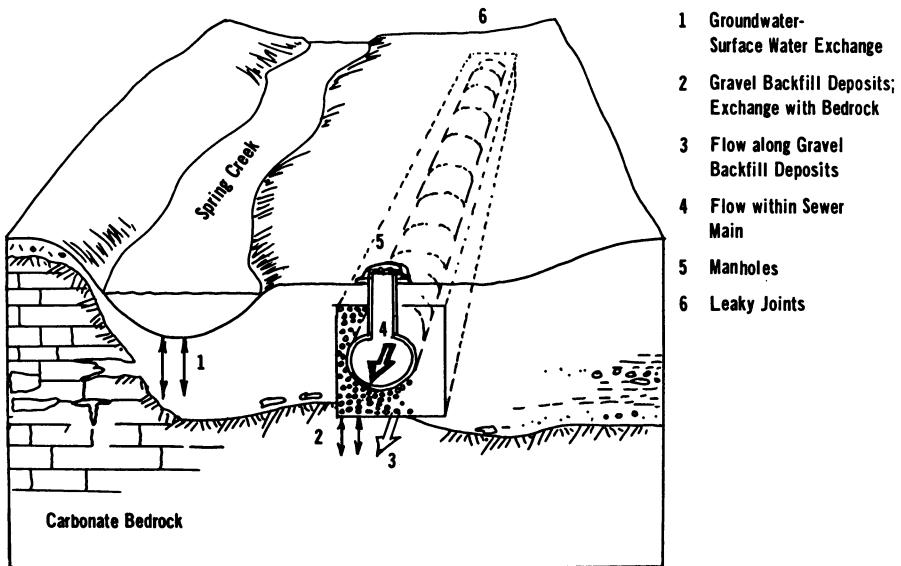 6
Spring Creek
5
4
1
2
3
Carbonate Bedrock
1 Groundwater-
Surface Water Exchange
2 Gravel Backfill Deposits;
Exchange with Bedrock
3 Flow along Gravel
Backfill Deposits
4 Flow within Sewer
Main
5 Manholes
6 Leaky Joints